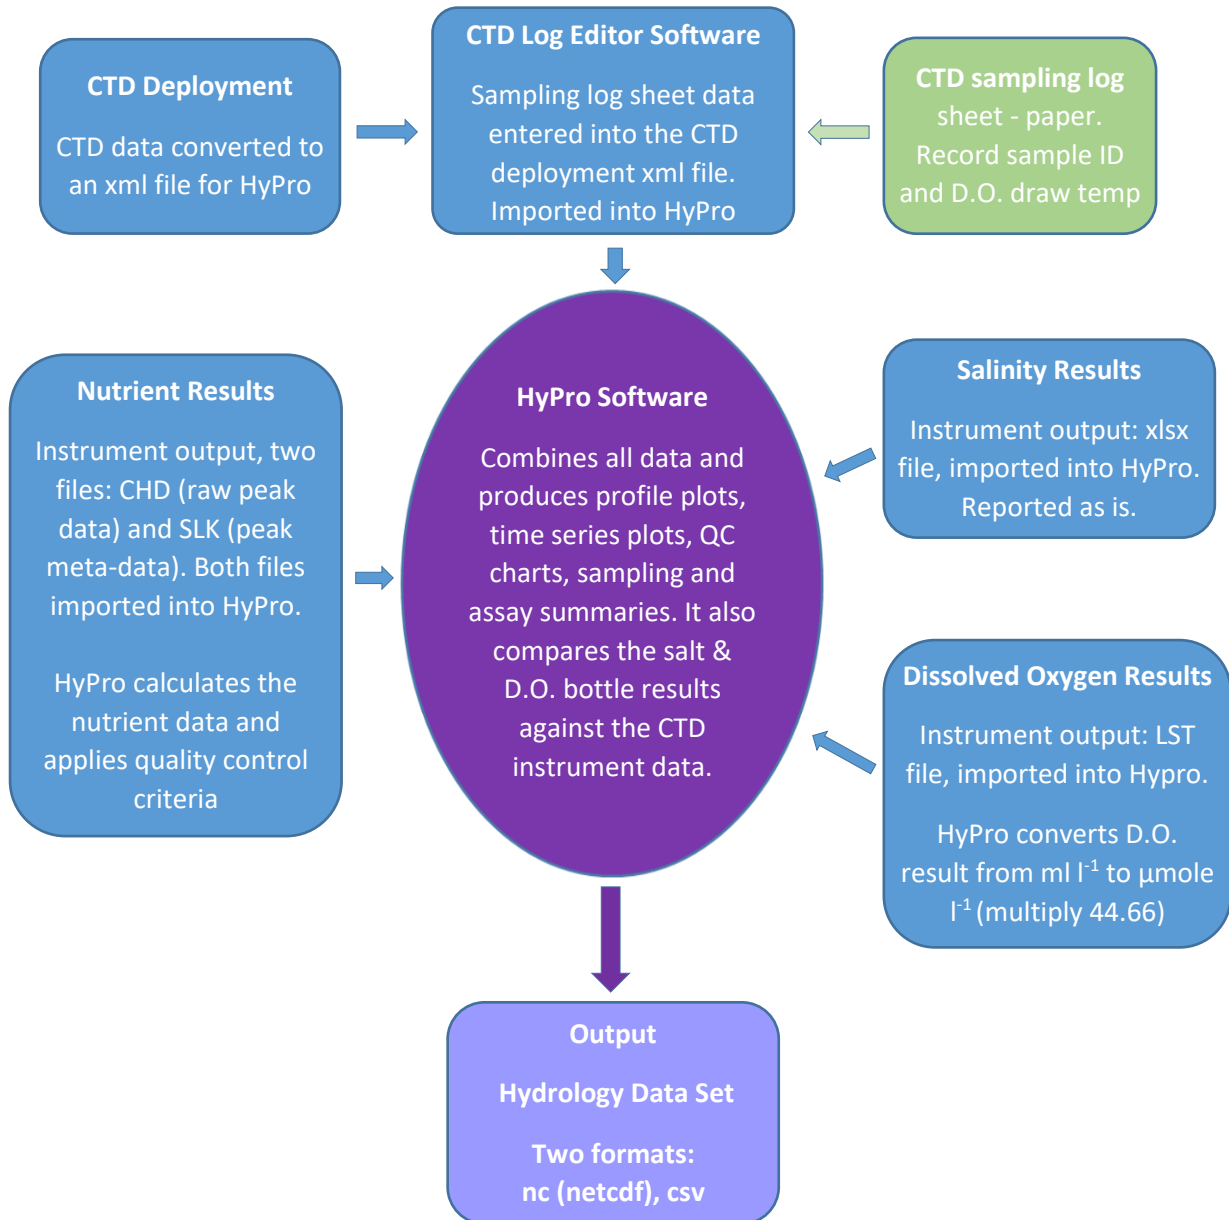 CTD Deployment
CTD data converted to
an xml file for HyPro
CTD Log Editor Software
Sampling log sheet data
entered into the CTD
deployment xml file.
Imported into HyPro
CTD sampling log
sheet - paper.
Record sample ID
and D.O. draw temp
Nutrient Results
Instrument output, two
files: CHD (raw peak
data) and SLK (peak
meta-data). Both files
imported into HyPro.
HyPro calculates the
nutrient data and
applies quality control
criteria
HyPro Software
Combines all data and
produces profile plots,
time series plots, QC
charts, sampling and
assay summaries. It also
compares the salt &
D.O. bottle results
against the CTD
instrument data.
Salinity Results
Instrument output: xlsx
file, imported into HyPro.
Reported as is.
Dissolved Oxygen Results
Instrument output: LST
file, imported into Hypro.
HyPro converts D.O.
result from ml l⁻¹ to µmole
l⁻¹ (multiply 44.66)
Output
Hydrology Data Set
Two formats:
nc (netcdf), csv